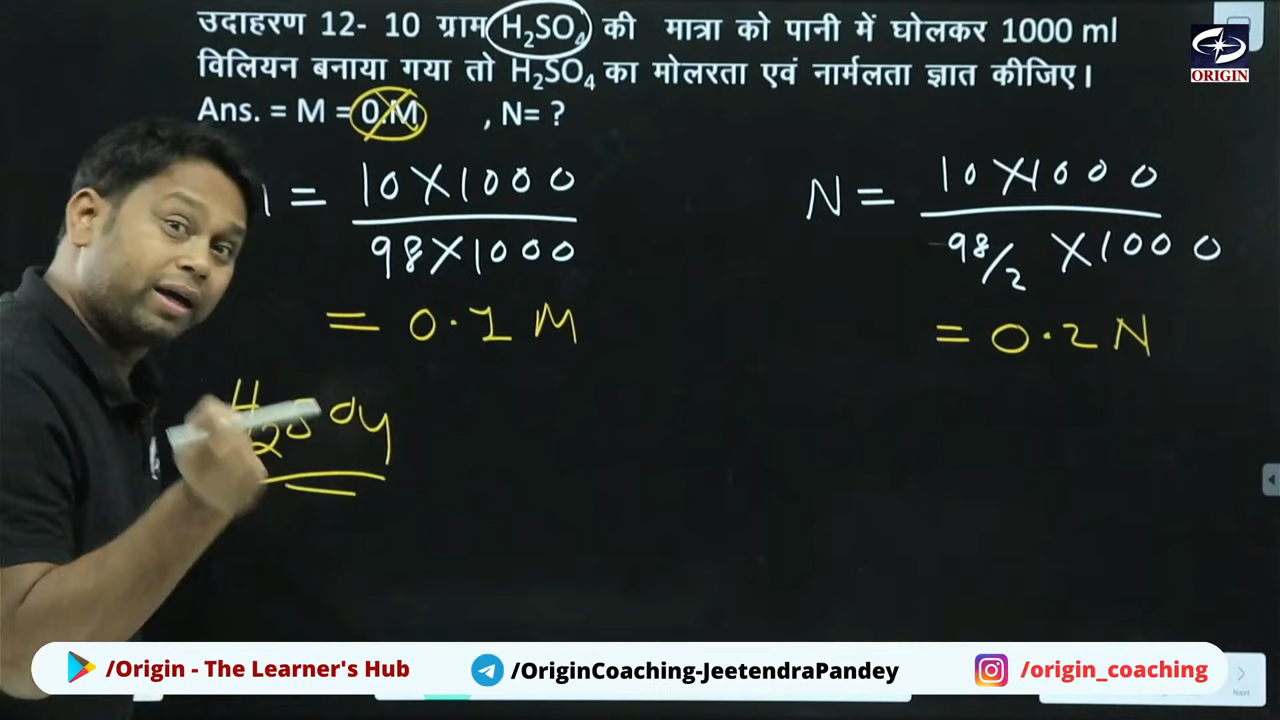 उदाहरण 12- 10 ग्राम H₂SO₄ की मात्रा को पानी में घोलकर 1000 ml
विलियन बनाया गया तो H₂SO₄ का मोलरता एवं नार्मलता ज्ञात कीजिए।
Ans. = M = 0.M , N= ?
ORIGIN
= 10 X 1000
98 X 1000
= 0.1 M
N = 10 X 1000
98/2 X 1000
= 0.2 N
/Origin - The Learner's Hub
/OriginCoaching-JeetendraPandey
/origin_coaching
Next